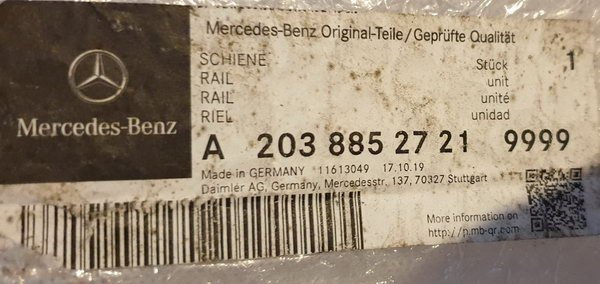 Mercedes-Benz Original-Teile/Geprüfte Qualität
SCHIENE Stück 1
RAIL unit
RAIL unité
RIEL unidad
Mercedes-Benz
A 203 885 27 21 9999
Made in GERMANY 11613049 17.10.19
Daimler AG, Germany, Mercedesstr. 137, 70327 Stuttgart
More information on
http://p.mb-qr.com